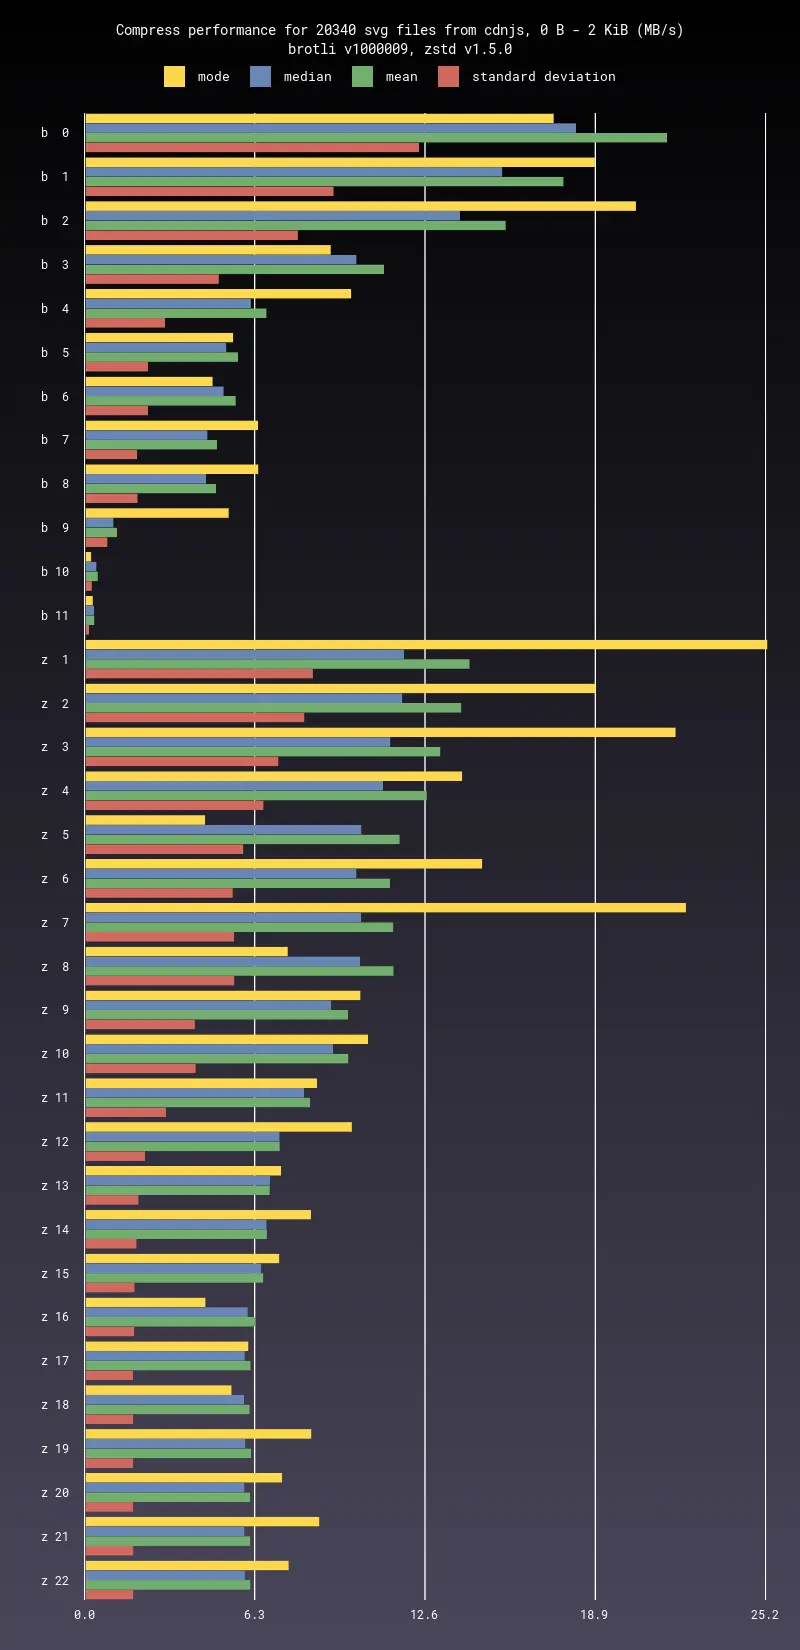 Compress performance for 20340 svg files from cdnjs, 0 B - 2 KiB (MB/s)
brotli v1000009, zstd v1.5.0
mode median mean standard deviation
b 0
b 1
b 2
b 3
b 4
b 5
b 6
b 7
b 8
b 9
b 10
b 11
z 1
z 2
z 3
z 4
z 5
z 6
z 7
z 8
z 9
z 10
z 11
z 12
z 13
z 14
z 15
z 16
z 17
z 18
z 19
z 20
z 21
z 22
0.0 6.3 12.6 18.9 25.2